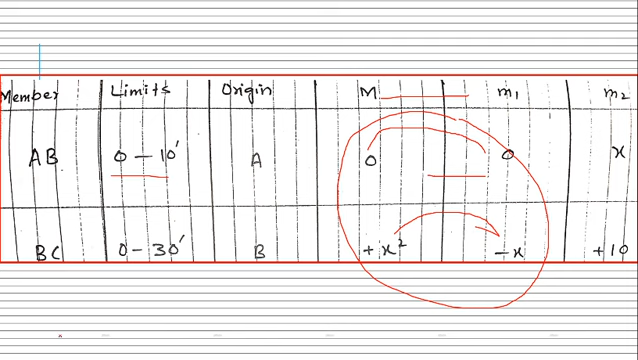 Member Limits Origin M m₁ m₂
AB 0 - 10' A 0 0 x
BC 0 - 30' B + x² - x + 10